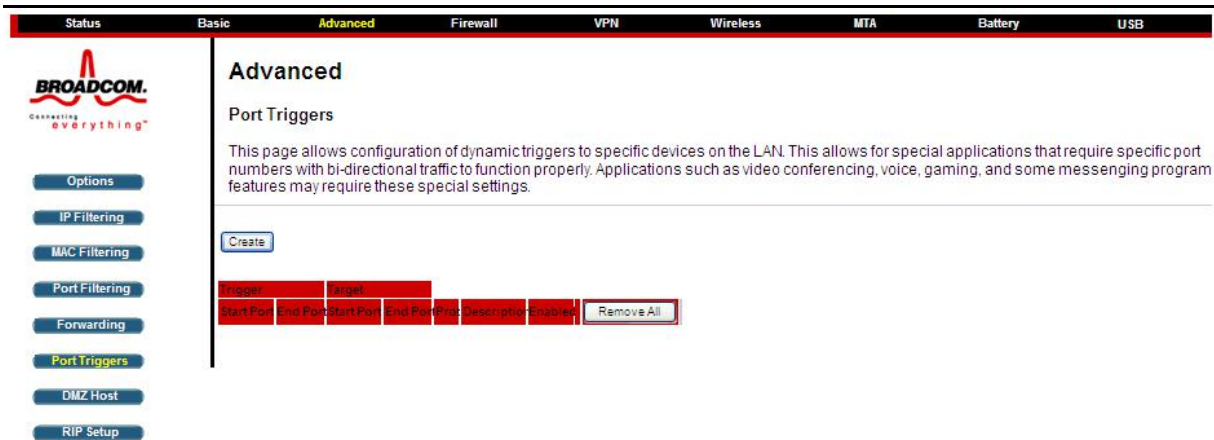 Status Basic Advanced Firewall VPN Wireless MTA Battery USB
BROADCOM.
Connecting
everything™
Options
IP Filtering
MAC Filtering
Port Filtering
Forwarding
Port Triggers
DMZ Host
RIP Setup
Advanced
Port Triggers
This page allows configuration of dynamic triggers to specific devices on the LAN. This allows for special applications that require specific port
numbers with bi-directional traffic to function properly. Applications such as video conferencing, voice, gaming, and some messenging program
features may require these special settings.
Create
Trigger Target
Start Port End Port Start Port End Port Prot Description Enabled Remove All